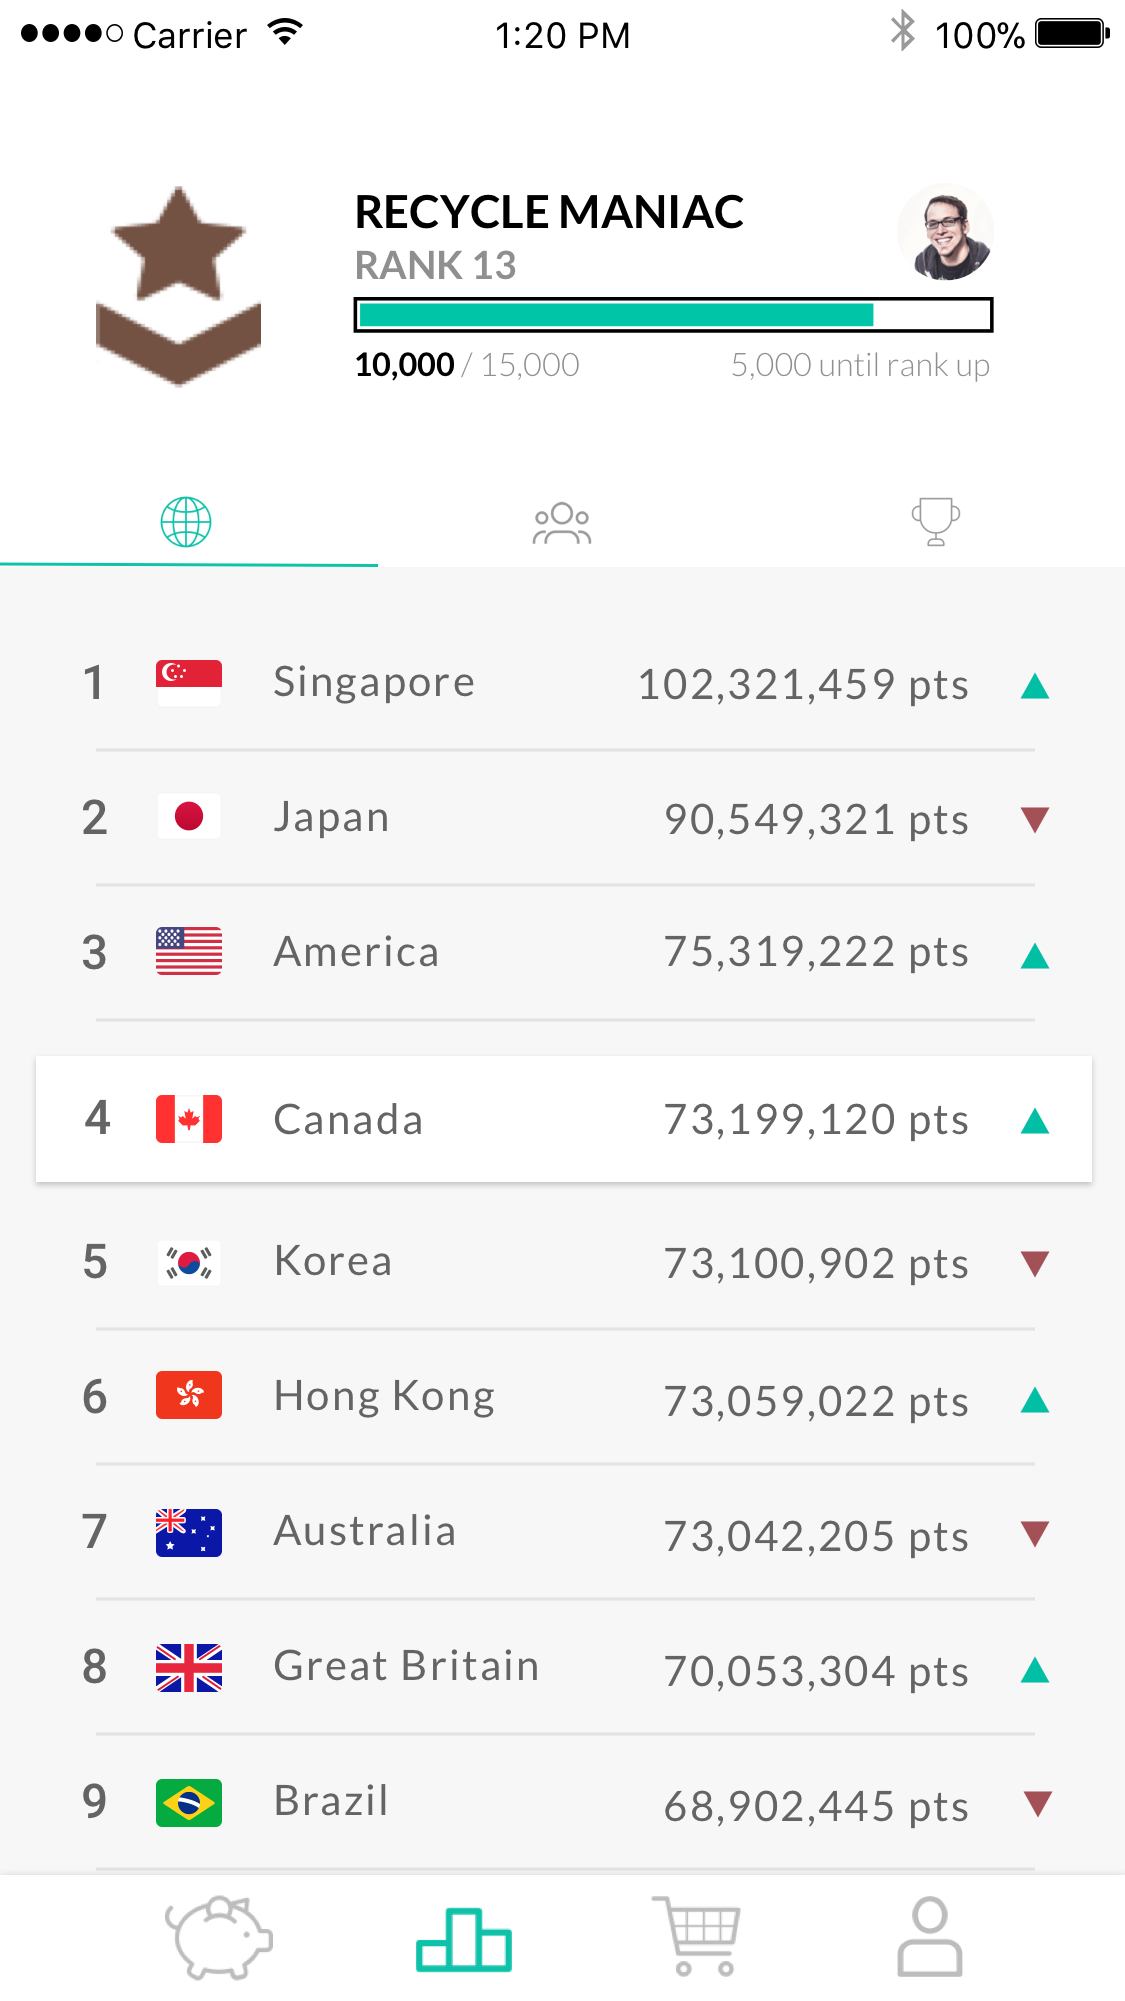 Carrier 1:20 PM 100%
RECYCLE MANIAC
RANK 13
10,000 / 15,000 5,000 until rank up
1 Singapore 102,321,459 pts
2 Japan 90,549,321 pts
3 America 75,319,222 pts
4 Canada 73,199,120 pts
5 Korea 73,100,902 pts
6 Hong Kong 73,059,022 pts
7 Australia 73,042,205 pts
8 Great Britain 70,053,304 pts
9 Brazil 68,902,445 pts